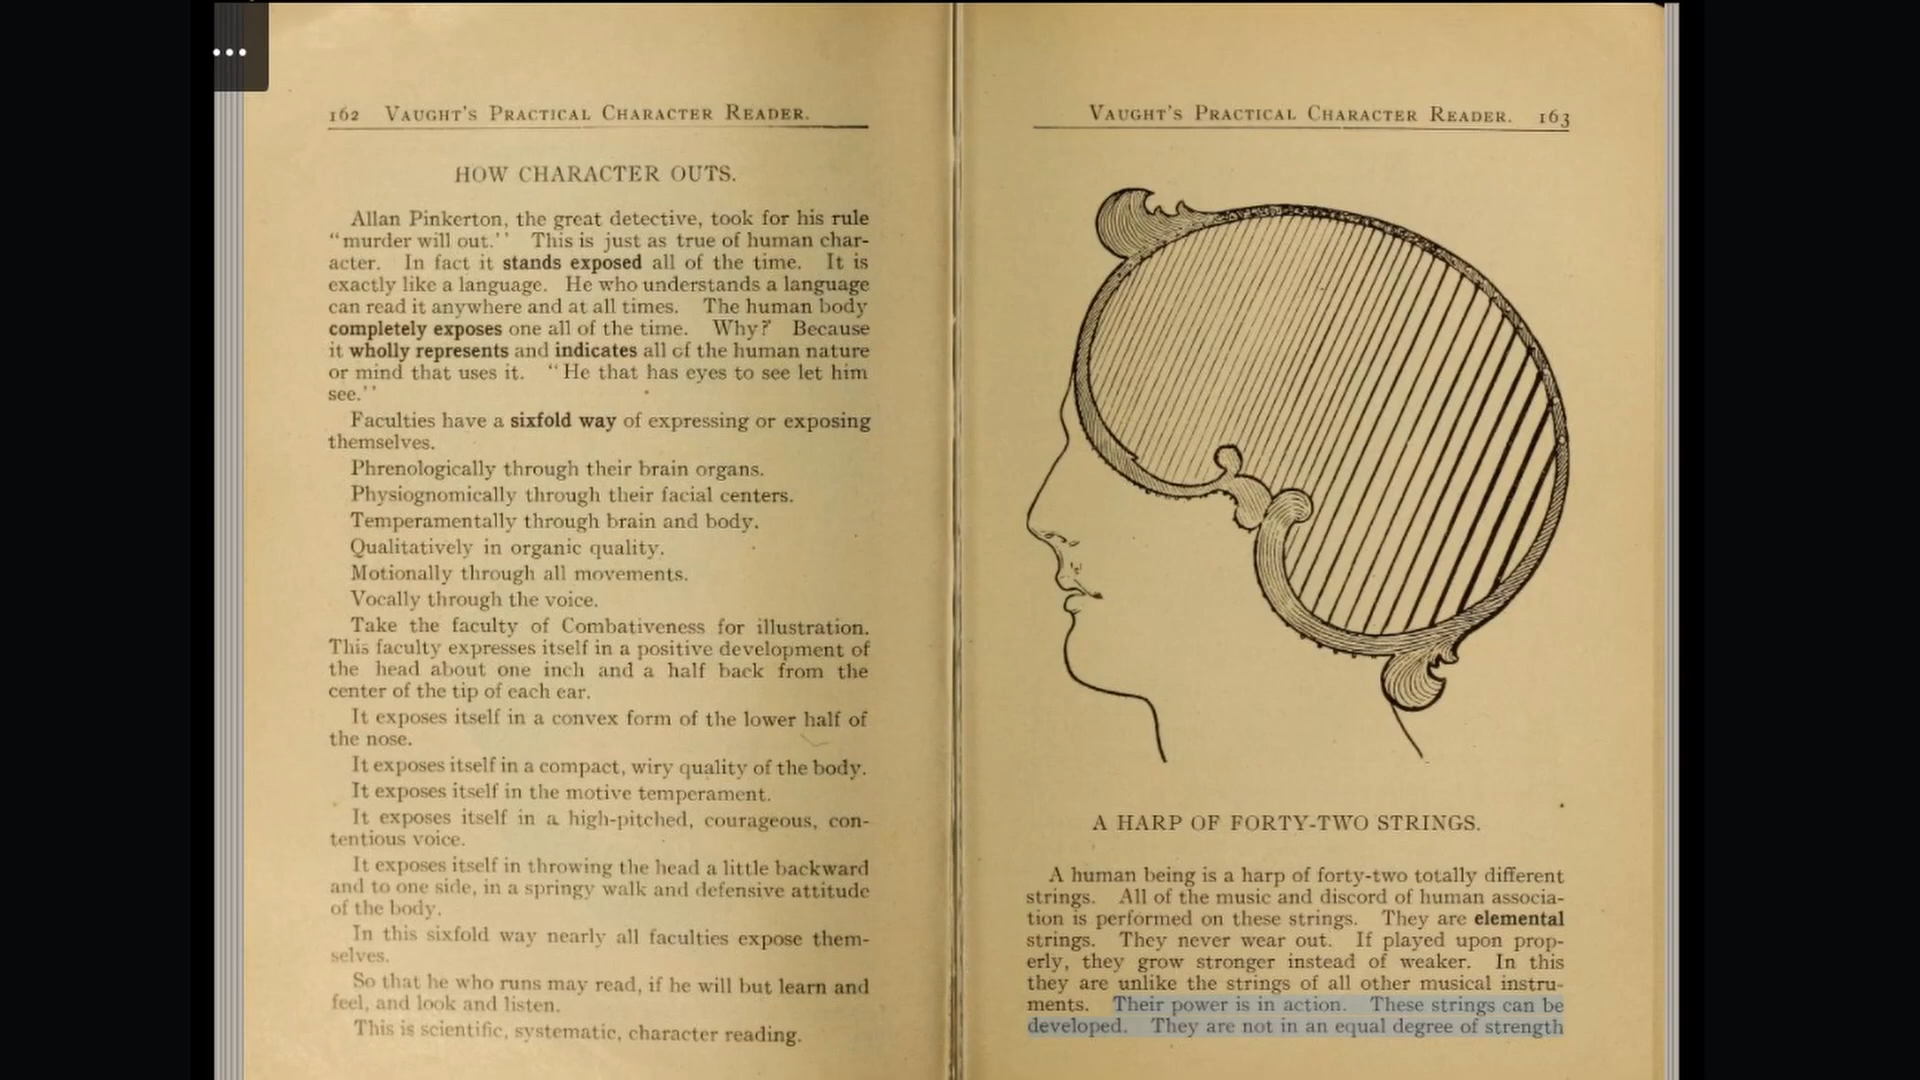 162 VAUGHT'S PRACTICAL CHARACTER READER.
HOW CHARACTER OUTS.
Allan Pinkerton, the great detective, took for his rule
“murder will out.’’ This is just as true of human char-
acter. In fact it stands exposed all of the time. It is
exactly like a language. He who understands a language
can read it anywhere and at all times. The human body
completely exposes one all of the time. Why? Because
it wholly represents and indicates all of the human nature
or mind that uses it. “He that has eyes to see let him
see.’’
Faculties have a sixfold way of expressing or exposing
themselves.
Phrenologically through their brain organs.
Physiognomically through their facial centers.
Temperamentally through brain and body.
Qualitatively in organic quality.
Motionally through all movements.
Vocally through the voice.
Take the faculty of Combativeness for illustration.
This faculty expresses itself in a positive development of
the head about one inch and a half back from the
center of the tip of each ear.
It exposes itself in a convex form of the lower half of
the nose.
It exposes itself in a compact, wiry quality of the body.
It exposes itself in the motive temperament.
It exposes itself in a high-pitched, courageous, con-
tentious voice.
It exposes itself in throwing the head a little backward
and to one side, in a springy walk and defensive attitude
of the body.
In this sixfold way nearly all faculties expose them-
selves.
So that he who runs may read, if he will but learn and
feel, and look and listen.
This is scientific, systematic, character reading.
VAUGHT'S PRACTICAL CHARACTER READER. 163
A HARP OF FORTY-TWO STRINGS.
A human being is a harp of forty-two totally different
strings. All of the music and discord of human associa-
tion is performed on these strings. They are elemental
strings. They never wear out. If played upon prop-
erly, they grow stronger instead of weaker. In this
they are unlike the strings of all other musical instru-
ments. Their power is in action. These strings can be
developed. They are not in an equal degree of strength